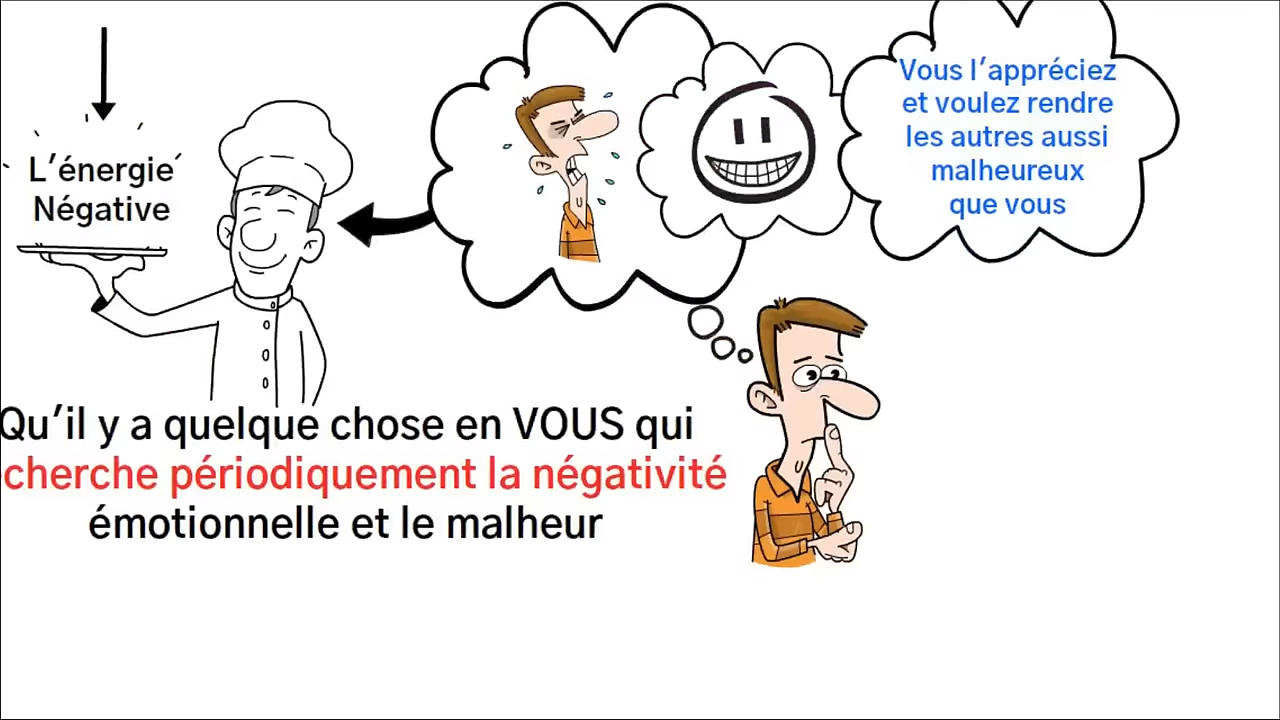 L'énergie
Négative
Vous l'appréciez
et voulez rendre
les autres aussi
malheureux
que vous
Qu'il y a quelque chose en VOUS qui
cherche périodiquement la négativité
émotionnelle et le malheur